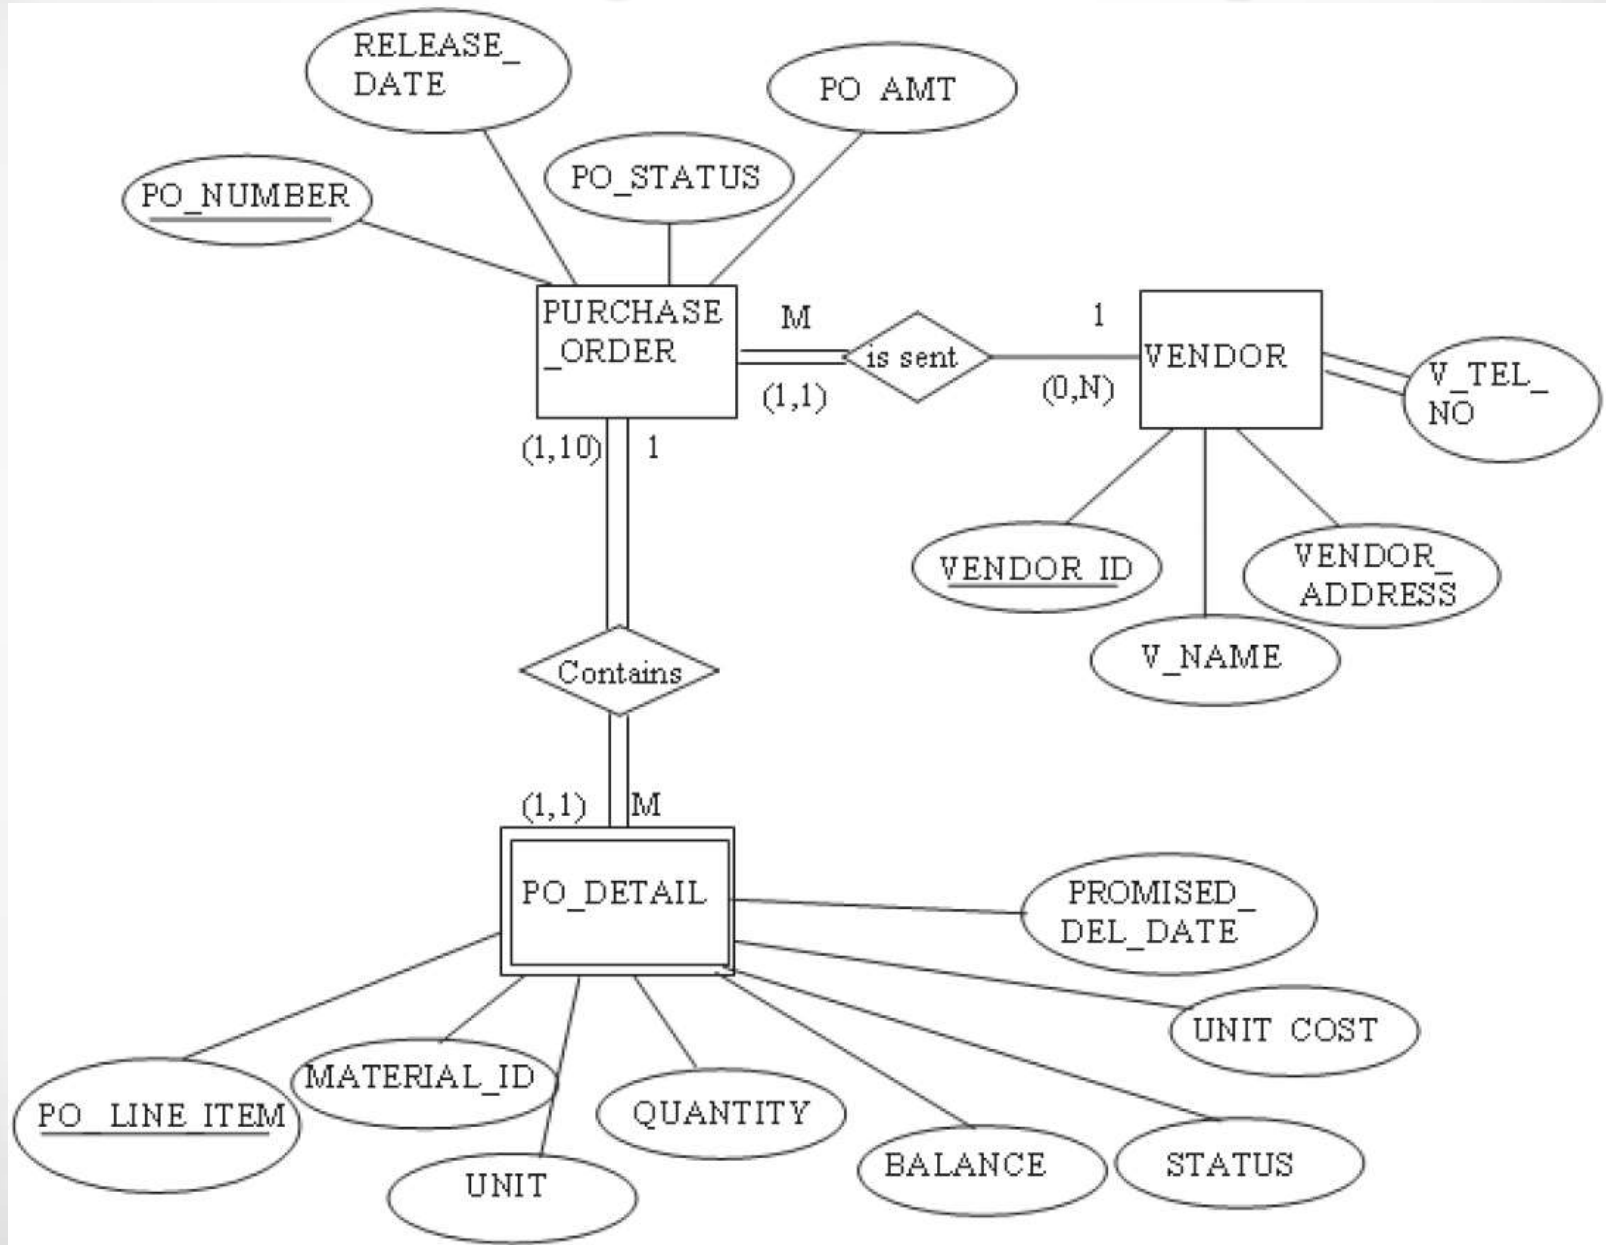 RELEASE_
DATE
PO AMT
PO_STATUS
PO_NUMBER
PURCHASE
_ORDER
M
is sent
1
VENDOR
(1,1)
(0,N)
V_TEL_
NO
(1,10)
1
VENDOR ID
VENDOR_
ADDRESS
V_NAME
Contains
(1,1)
M
PO_DETAIL
PROMISED_
DEL_DATE
UNIT COST
MATERIAL_ID
PO_ LINE ITEM
QUANTITY
BALANCE
STATUS
UNIT